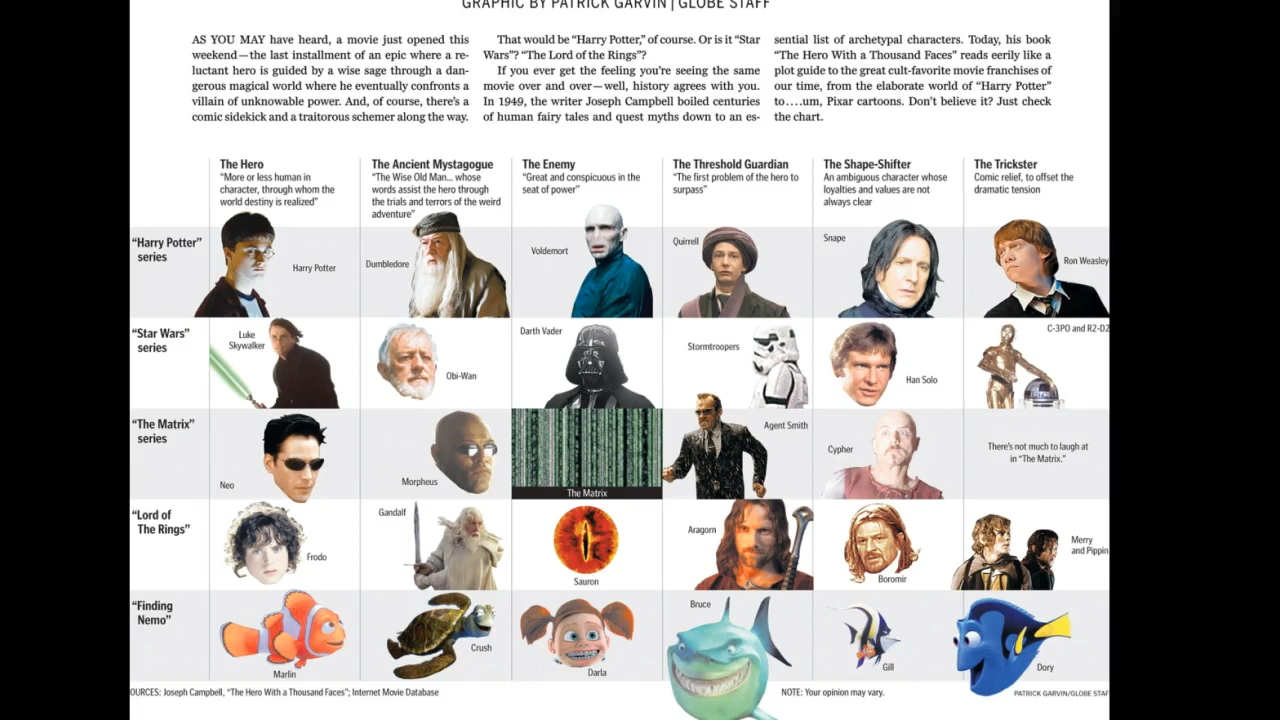 GRAPHIC BY PATRICK GARVIN | GLOBE STAFF
AS YOU MAY have heard, a movie just opened this
weekend—the last installment of an epic where a re-
luctant hero is guided by a wise sage through a dan-
gerous magical world where he eventually confronts a
villain of unknowable power. And, of course, there's a
comic sidekick and a traitorous schemer along the way.
That would be "Harry Potter," of course. Or is it "Star
Wars"? "The Lord of the Rings"?
If you ever get the feeling you're seeing the same
movie over and over—well, history agrees with you.
In 1949, the writer Joseph Campbell boiled centuries
of human fairy tales and quest myths down to an es-
sential list of archetypal characters. Today, his book
"The Hero With a Thousand Faces" reads eerily like a
plot guide to the great cult-favorite movie franchises of
our time, from the elaborate world of "Harry Potter"
to....um, Pixar cartoons. Don't believe it? Just check
the chart.
The Hero
"More or less human in
character, through whom the
world destiny is realized"
The Ancient Mystagogue
"The Wise Old Man... whose
words assist the hero through
the trials and terrors of the weird
adventure"
The Enemy
"Great and conspicuous in the
seat of power"
The Threshold Guardian
"The first problem of the hero to
surpass"
The Shape-Shifter
An ambiguous character whose
loyalties and values are not
always clear
The Trickster
Comic relief, to offset the
dramatic tension
"Harry Potter"
series
Harry Potter
Dumbledore
Voldemort
Quirrell
Snape
Ron Weasley
"Star Wars"
series
Luke
Skywalker
Obi-Wan
Darth Vader
Stormtroopers
Han Solo
C-3PO and R2-D2
"The Matrix"
series
Neo
Morpheus
The Matrix
Agent Smith
Cypher
There's not much to laugh at
in "The Matrix."
"Lord of
The Rings"
Frodo
Gandalf
Sauron
Aragorn
Boromir
Merry
and Pippin
"Finding
Nemo"
Marlin
Crush
Darla
Bruce
Gill
Dory
OURCES: Joseph Campbell, "The Hero With a Thousand Faces"; Internet Movie Database
NOTE: Your opinion may vary.
PATRICK GARVIN/GLOBE STAF